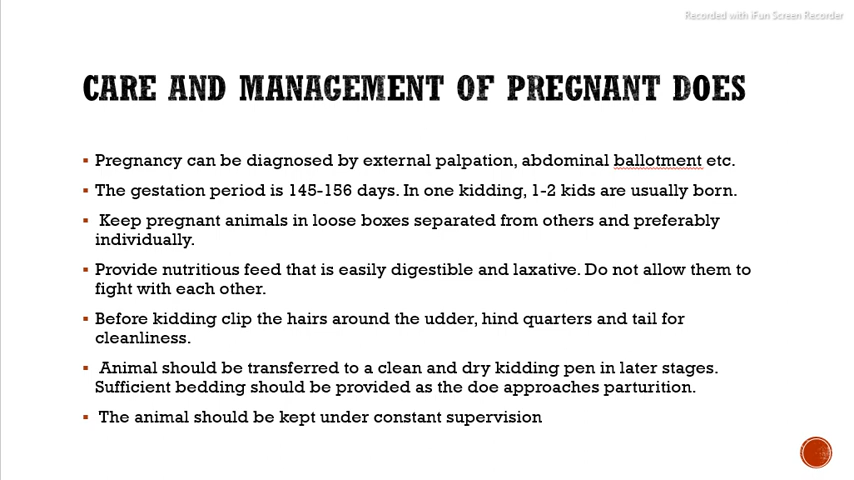 Recorded with iFun Screen Recorder
CARE AND MANAGEMENT OF PREGNANT DOES
▪ Pregnancy can be diagnosed by external palpation, abdominal ballotment etc.
▪ The gestation period is 145-156 days. In one kidding, 1-2 kids are usually born.
▪ Keep pregnant animals in loose boxes separated from others and preferably
individually.
▪ Provide nutritious feed that is easily digestible and laxative. Do not allow them to
fight with each other.
▪ Before kidding clip the hairs around the udder, hind quarters and tail for
cleanliness.
▪ Animal should be transferred to a clean and dry kidding pen in later stages.
Sufficient bedding should be provided as the doe approaches parturition.
▪ The animal should be kept under constant supervision